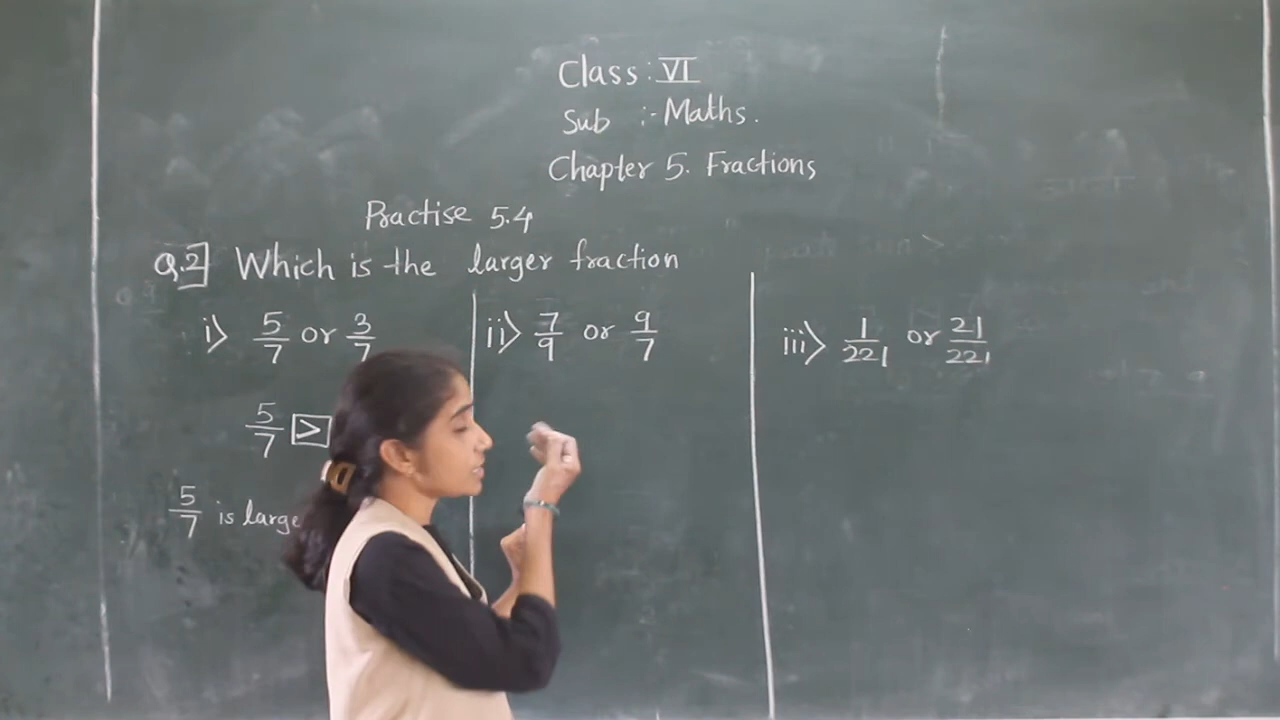 Class : VI
Sub :- Maths.
Chapter 5. Fractions
Practise 5.4
Q.2] Which is the larger fraction
i> 5/7 or 3/7
ii> 7/9 or 9/7
iii> 1/221 or 21/221
5/7 >
5/7 is large